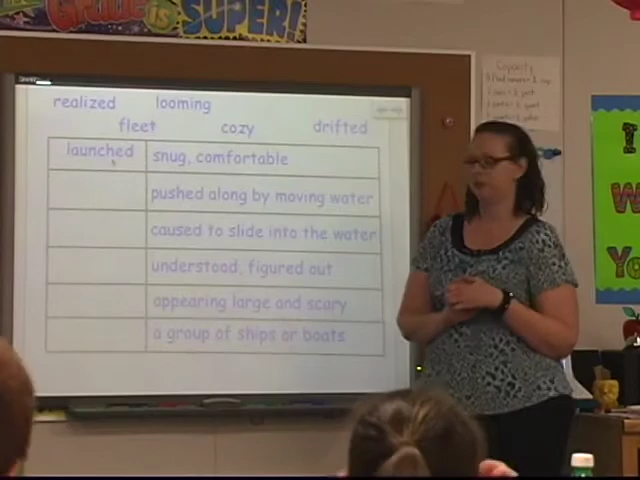 Grade is SUPER!
realized looming
fleet cozy drifted
launched snug, comfortable
pushed along by moving water
caused to slide into the water
understood, figured out
appearing large and scary
a group of ships or boats
Capacity
I
W
Yo